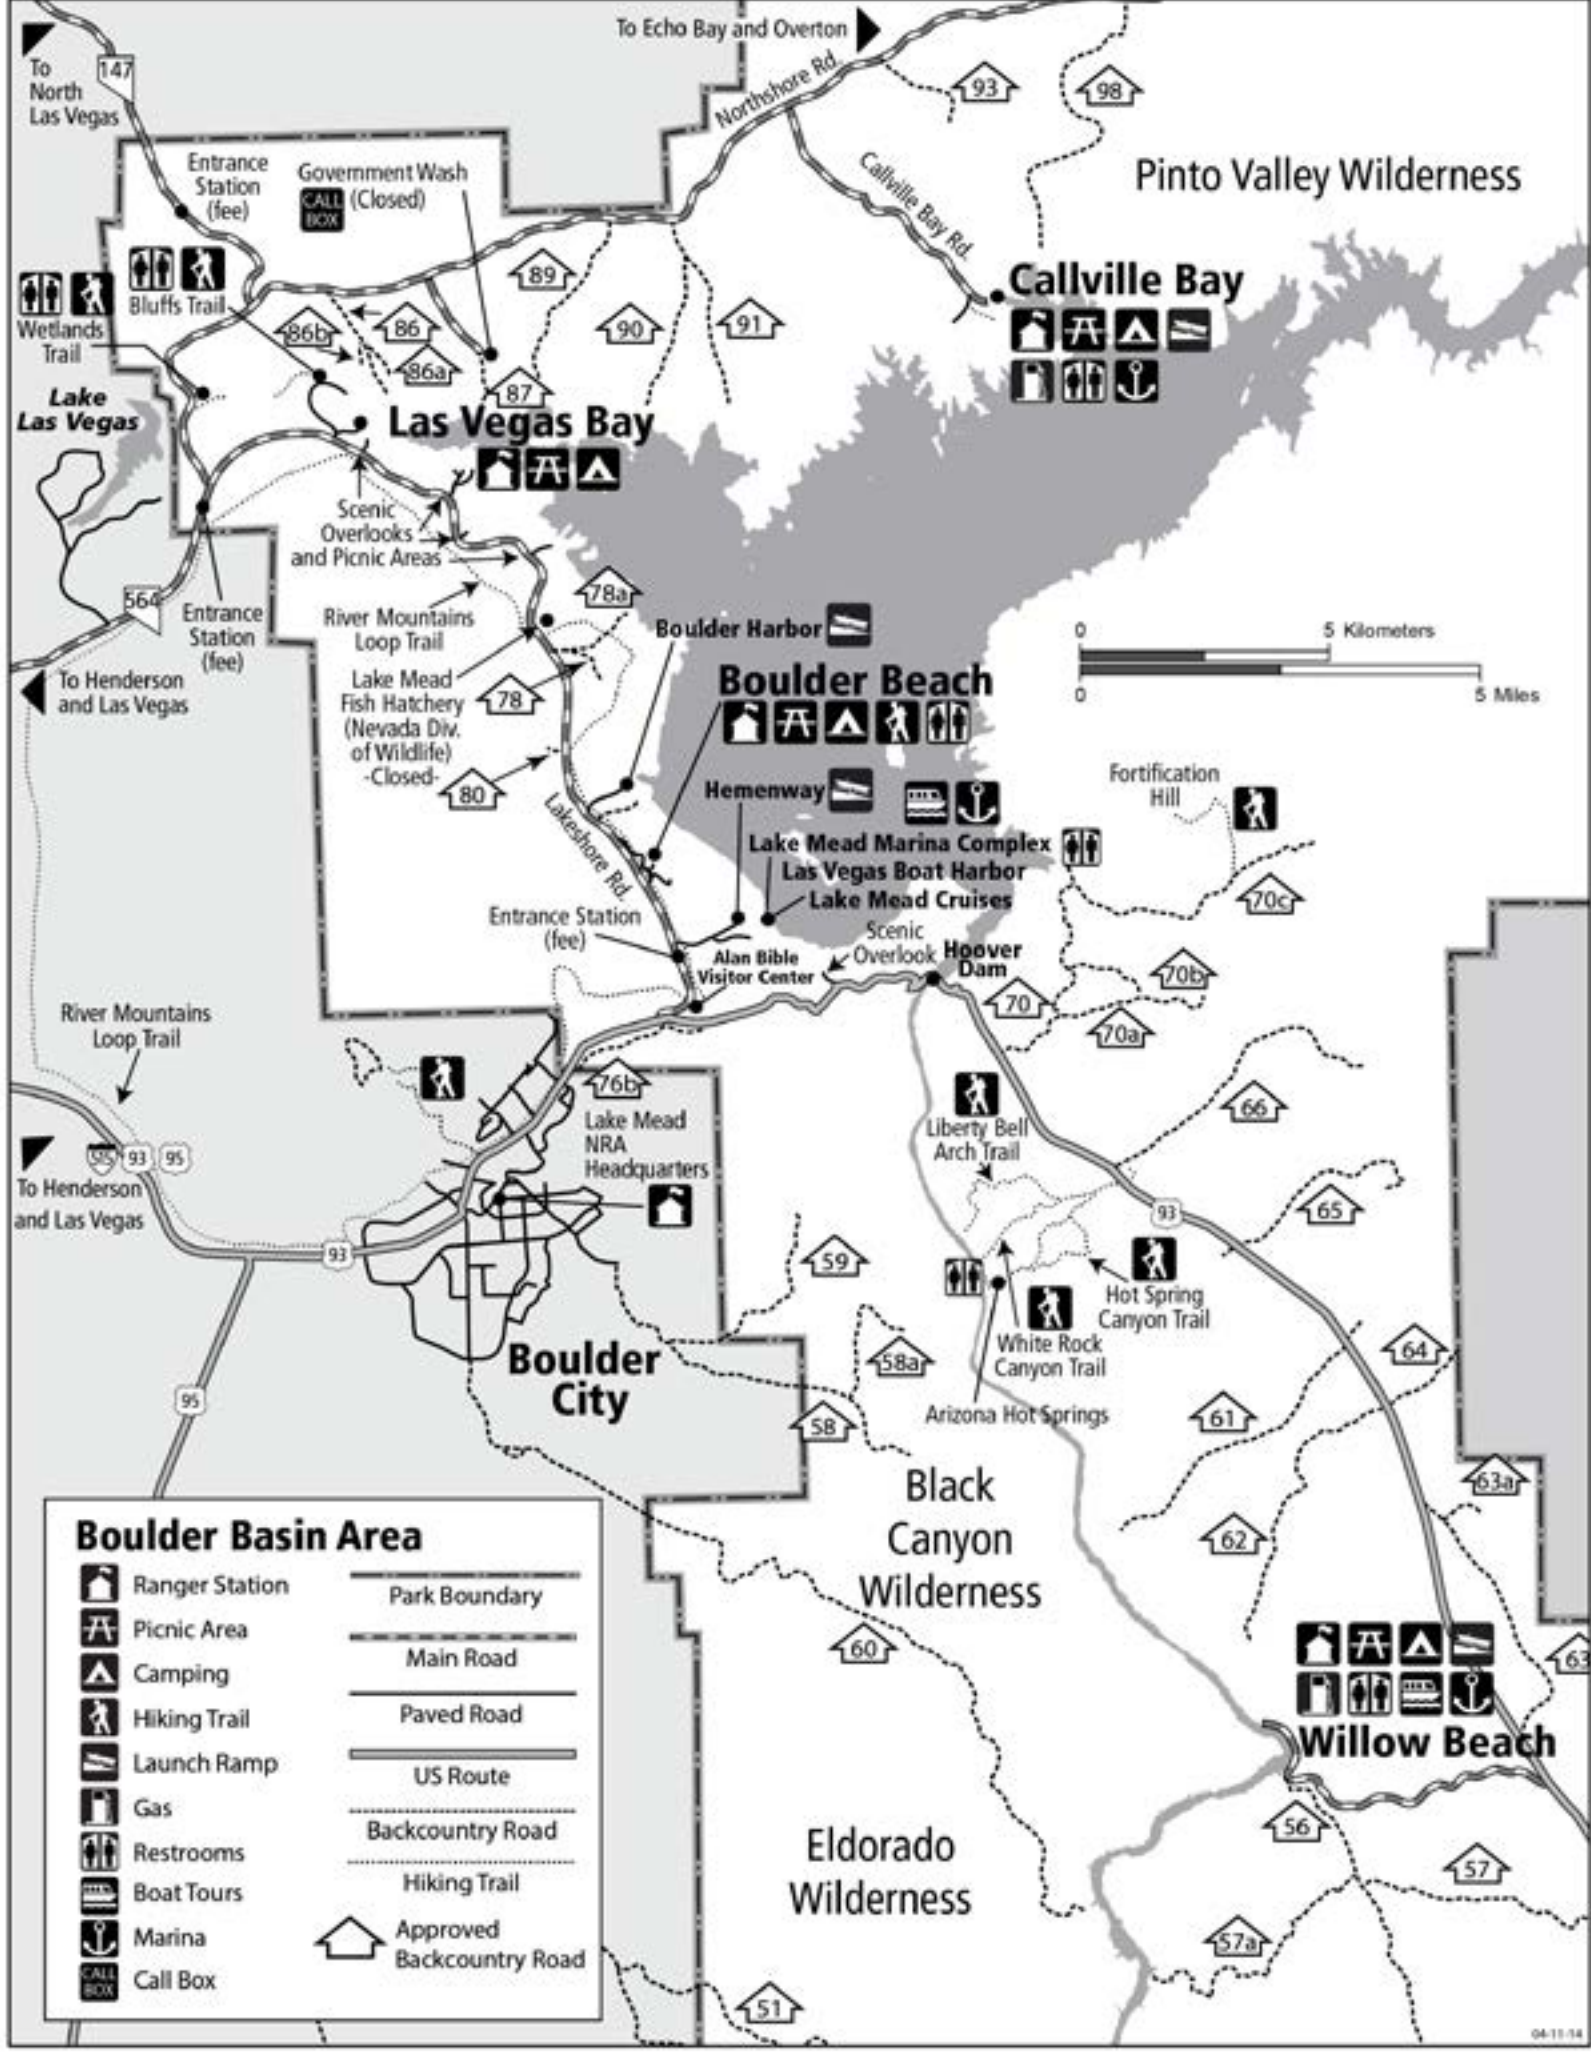 To Echo Bay and Overton
147
To
North
Las Vegas
Northshore Rd.
93
98
Entrance
Station
(fee)
Government Wash
CALL
BOX
(Closed)
Callville Bay Rd.
Pinto Valley Wilderness
89
Callville Bay
Bluffs Trail
Wetlands
Trail
86b
86
86a
90
91
87
Lake
Las Vegas
Las Vegas Bay
Scenic
Overlooks
and Picnic Areas
564
Entrance
Station
(fee)
River Mountains
Loop Trail
78a
Boulder Harbor
0
5 Kilometers
0
5 Miles
To Henderson
and Las Vegas
Lake Mead
Fish Hatchery
(Nevada Div.
of Wildlife)
-Closed-
78
80
Boulder Beach
Hemenway
Lakeshore Rd.
Lake Mead Marina Complex
Las Vegas Boat Harbor
Lake Mead Cruises
Fortification
Hill
70c
Entrance Station
(fee)
Alan Bible
Visitor Center
Scenic
Overlook
Hoover
Dam
70
70b
70a
River Mountains
Loop Trail
76b
66
Lake Mead
NRA
Headquarters
Liberty Bell
Arch Trail
515
93
95
To Henderson
and Las Vegas
93
93
65
59
Hot Spring
Canyon Trail
White Rock
Canyon Trail
58a
64
Boulder
City
95
58
Arizona Hot Springs
61
63a
Black
Canyon
Wilderness
62
60
63
Willow Beach
56
57
57a
Eldorado
Wilderness
51
Boulder Basin Area
Ranger Station
Picnic Area
Camping
Hiking Trail
Launch Ramp
Gas
Restrooms
Boat Tours
Marina
CALL
BOX
Call Box
Park Boundary
Main Road
Paved Road
US Route
Backcountry Road
Hiking Trail
Approved
Backcountry Road
04-11-14